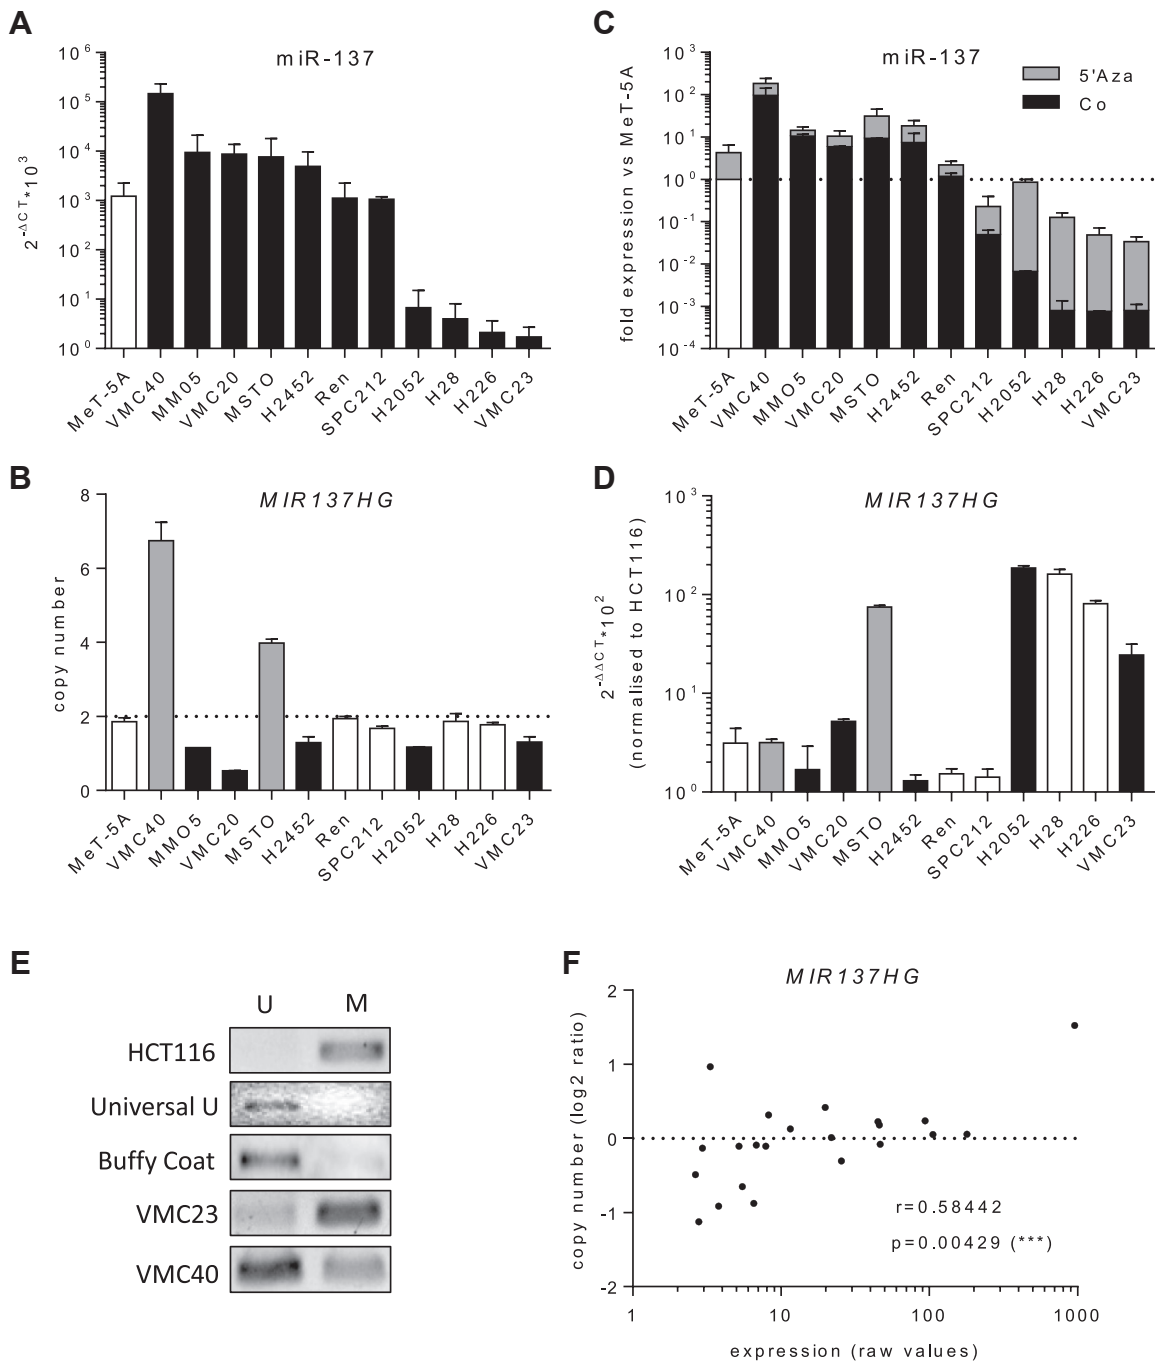 A
miR-137
10^6
10^5
10^4
10^3
10^2
10^1
10^0
2^-ΔCT*10^3
MeT-5A
VMC40
MM05
VMC20
MSTO
H2452
Ren
SPC212
H2052
H28
H226
VMC23
C
miR-137
5'Aza
Co
10^3
10^2
10^1
10^0
10^-1
10^-2
10^-3
10^-4
fold expression vs MeT-5A
MeT-5A
VMC40
MMO5
VMC20
MSTO
H2452
Ren
SPC212
H2052
H28
H226
VMC23
B
MIR137HG
8
6
4
2
0
copy number
MeT-5A
VMC40
MMO5
VMC20
MSTO
H2452
Ren
SPC212
H2052
H28
H226
VMC23
D
MIR137HG
10^3
10^2
10^1
10^0
2^-ΔΔCT*10^2
(normalised to HCT116)
MeT-5A
VMC40
MMO5
VMC20
MSTO
H2452
Ren
SPC212
H2052
H28
H226
VMC23
E
U M
HCT116
Universal U
Buffy Coat
VMC23
VMC40
F
MIR137HG
2
1
0
-1
-2
copy number (log2 ratio)
r=0.58442
p=0.00429 (***)
1 10 100 1000
expression (raw values)